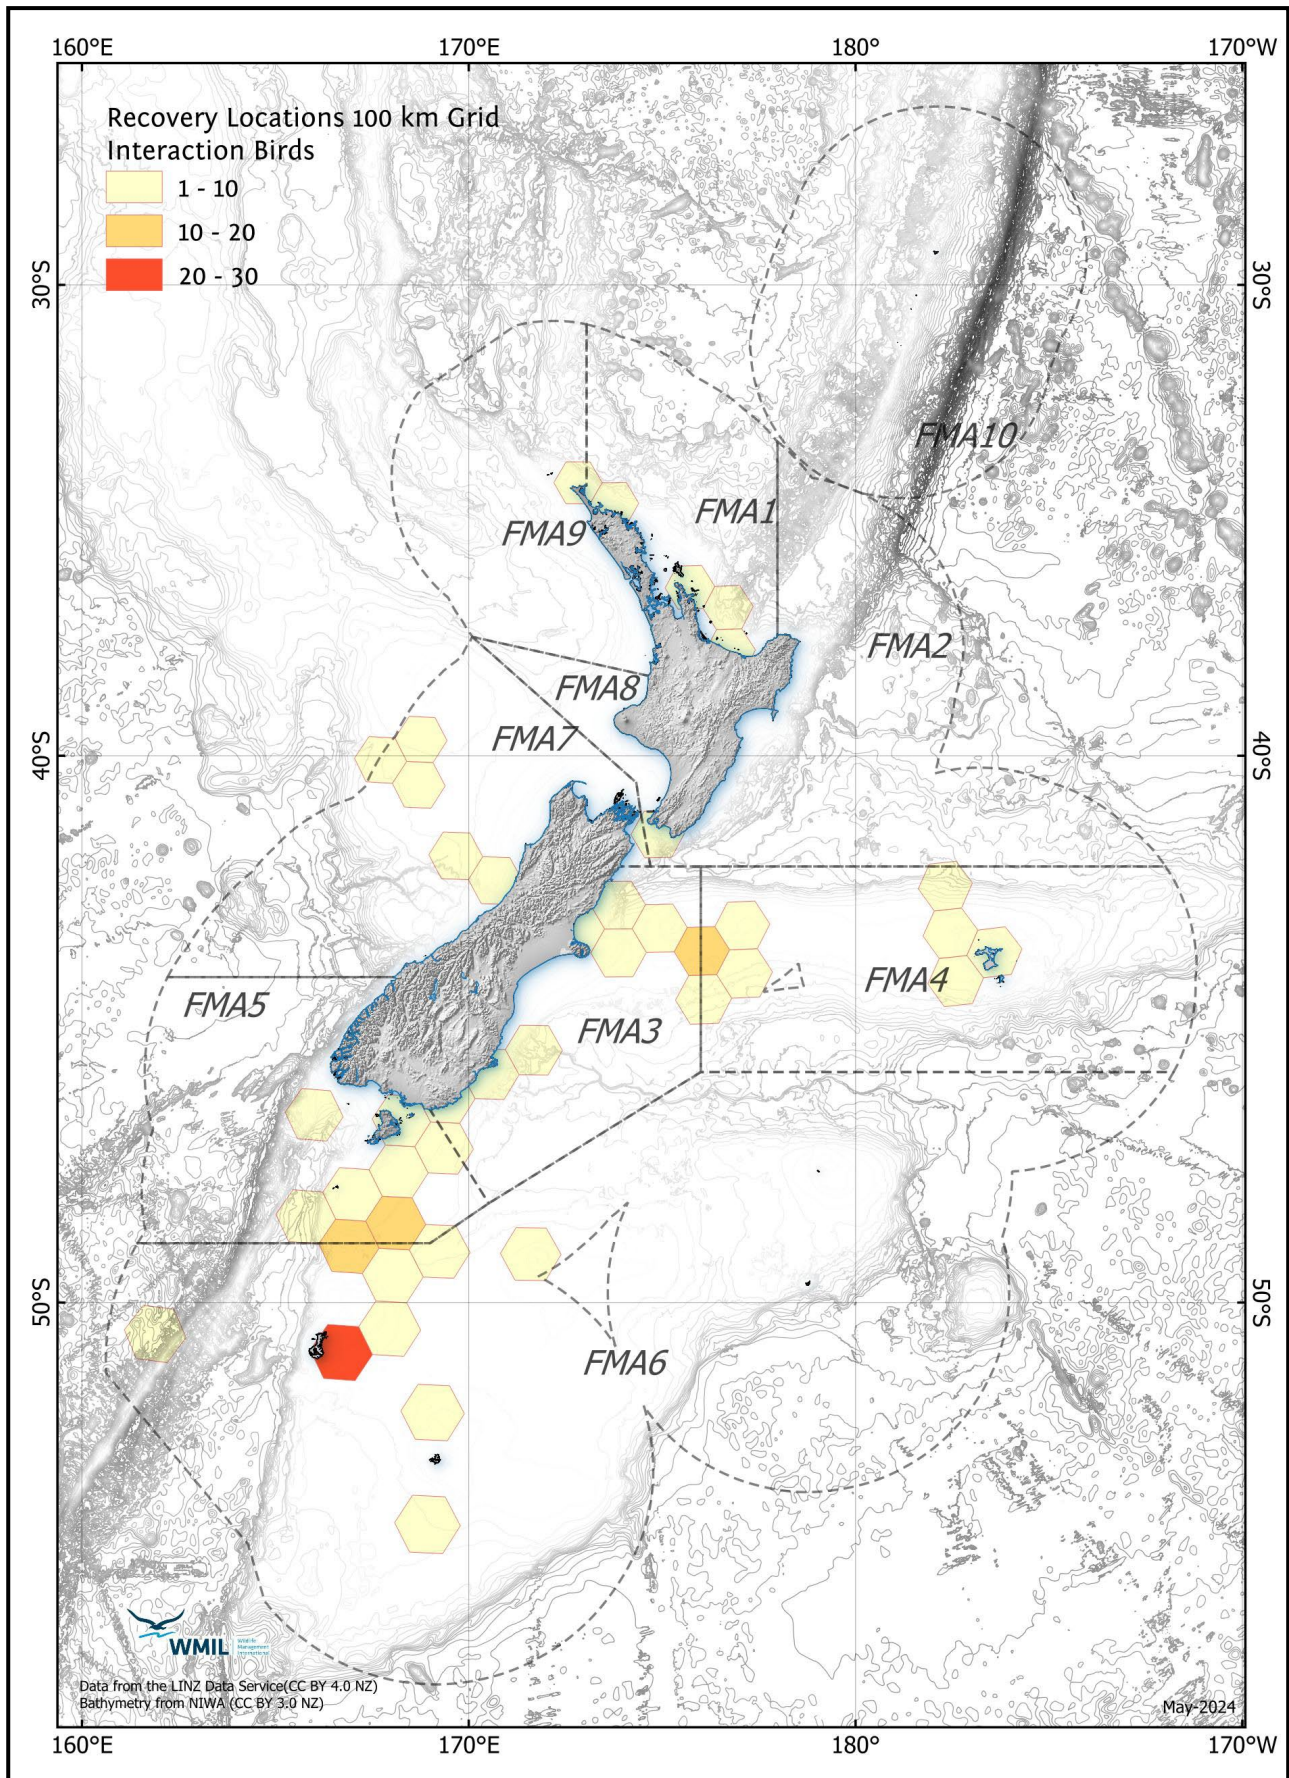 160°E 170°E 180° 170°W
Recovery Locations 100 km Grid
Interaction Birds
1 - 10
10 - 20
20 - 30
30°S 30°S
FMA10
FMA1
FMA9
FMA2
FMA8
FMA7
40°S 40°S
FMA4
FMA5
FMA3
50°S 50°S
FMA6
WMIL
Wildlife
Management
International
Data from the LINZ Data Service(CC BY 4.0 NZ)
Bathymetry from NIWA (CC BY 3.0 NZ)
May-2024
160°E 170°E 180° 170°W